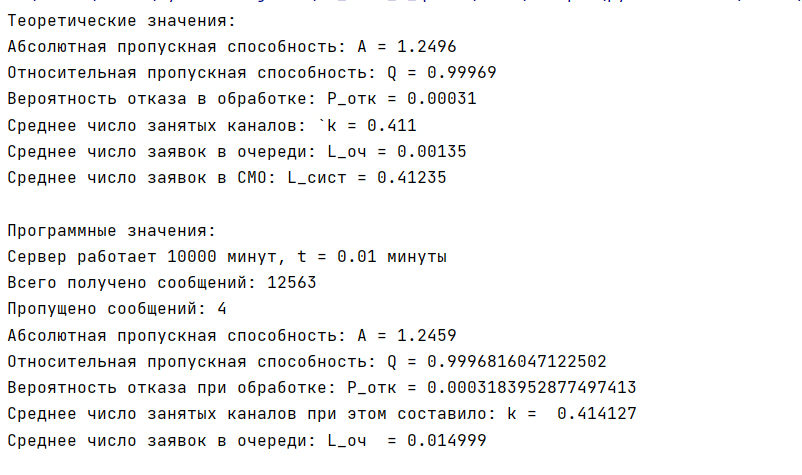 Теоретические значения:
Абсолютная пропускная способность: A = 1.2496
Относительная пропускная способность: Q = 0.99969
Вероятность отказа в обработке: P_отк = 0.00031
Среднее число занятых каналов: `k = 0.411
Среднее число заявок в очереди: L_оч = 0.00135
Среднее число заявок в СМО: L_сист = 0.41235
Программные значения:
Сервер работает 10000 минут, t = 0.01 минуты
Всего получено сообщений: 12563
Пропущено сообщений: 4
Абсолютная пропускная способность: A = 1.2459
Относительная пропускная способность: Q = 0.9996816047122502
Вероятность отказа при обработке: P_отк = 0.0003183952877497413
Среднее число занятых каналов при этом составило: k =  0.414127
Среднее число заявок в очереди: L_оч  = 0.014999